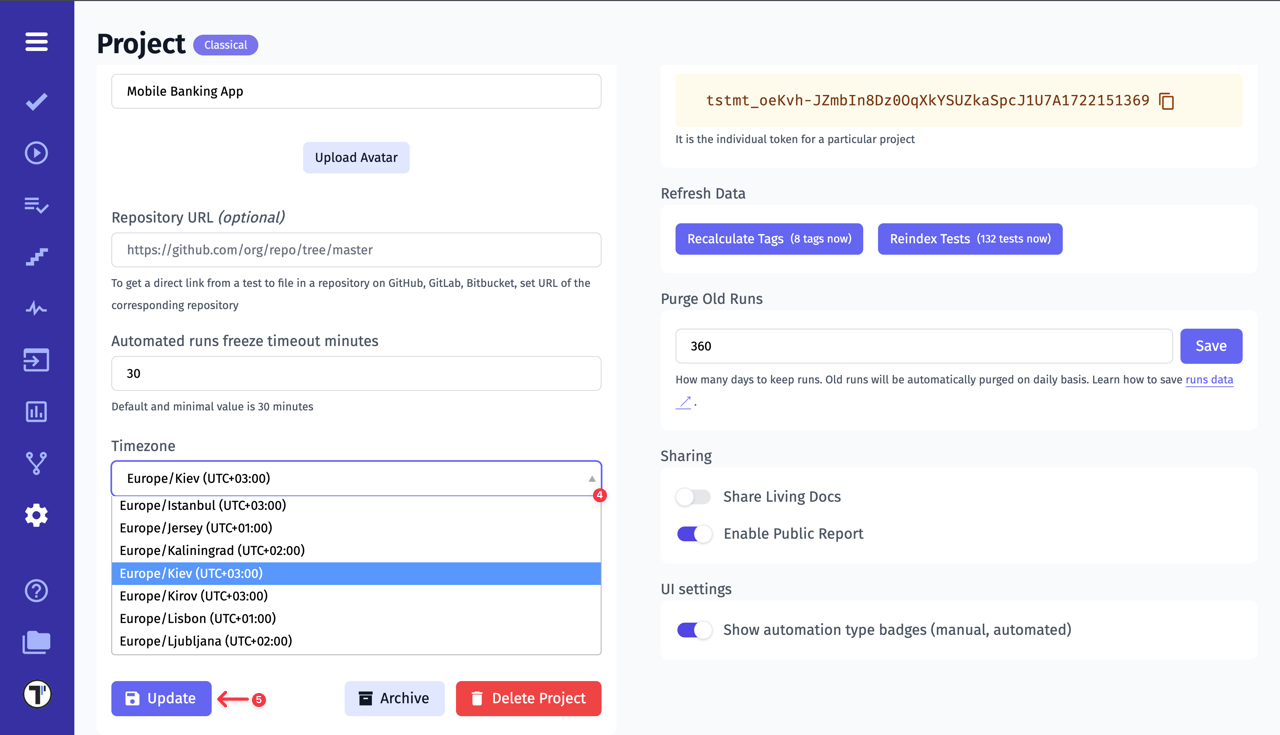 Project Classical
Mobile Banking App
Upload Avatar
Repository URL (optional)
https://github.com/org/repo/tree/master
To get a direct link from a test to file in a repository on GitHub, GitLab, Bitbucket, set URL of the
corresponding repository
Automated runs freeze timeout minutes
30
Default and minimal value is 30 minutes
Timezone
Europe/Kiev (UTC+03:00)
4
Europe/Istanbul (UTC+03:00)
Europe/Jersey (UTC+01:00)
Europe/Kaliningrad (UTC+02:00)
Europe/Kiev (UTC+03:00)
Europe/Kirov (UTC+03:00)
Europe/Lisbon (UTC+01:00)
Europe/Ljubljana (UTC+02:00)
Update 5 Archive Delete Project
tstmt_oeKvh-JZmbIn8Dz0OqXkYSUZkaSpcJ1U7A1722151369
It is the individual token for a particular project
Refresh Data
Recalculate Tags (8 tags now) Reindex Tests (132 tests now)
Purge Old Runs
360 Save
How many days to keep runs. Old runs will be automatically purged on daily basis. Learn how to save runs data
.
Sharing
Share Living Docs
Enable Public Report
UI settings
Show automation type badges (manual, automated)